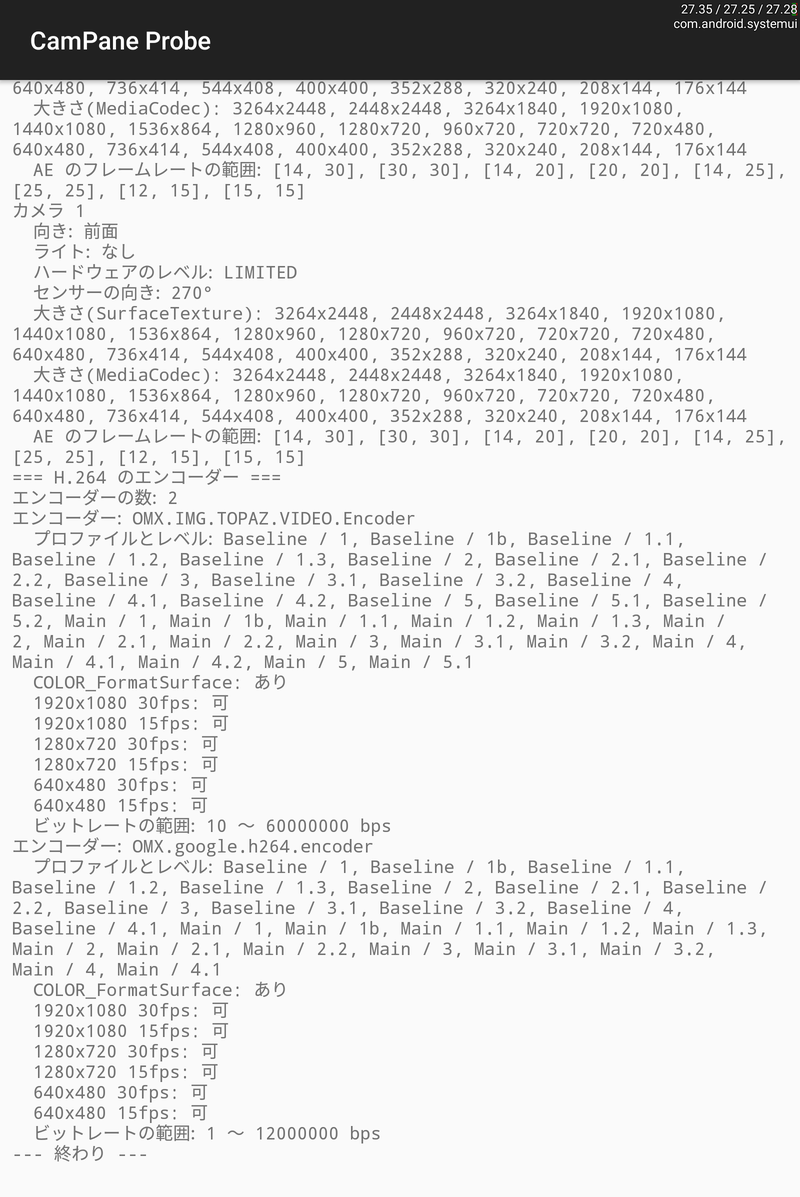 27.35 / 27.25 / 27.28
com.android.systemui
CamPane Probe
640x480, 736x414, 544x408, 400x400, 352x288, 320x240, 208x144, 176x144
大きさ(MediaCodec): 3264x2448, 2448x2448, 3264x1840, 1920x1080,
1440x1080, 1536x864, 1280x960, 1280x720, 960x720, 720x720, 720x480,
640x480, 736x414, 544x408, 400x400, 352x288, 320x240, 208x144, 176x144
AE のフレームレートの範囲: [14, 30], [30, 30], [14, 20], [20, 20], [14, 25],
[25, 25], [12, 15], [15, 15]
カメラ 1
向き: 前面
ライト: なし
ハードウェアのレベル: LIMITED
センサーの向き: 270°
大きさ(SurfaceTexture): 3264x2448, 2448x2448, 3264x1840, 1920x1080,
1440x1080, 1536x864, 1280x960, 1280x720, 960x720, 720x720, 720x480,
640x480, 736x414, 544x408, 400x400, 352x288, 320x240, 208x144, 176x144
大きさ(MediaCodec): 3264x2448, 2448x2448, 3264x1840, 1920x1080,
1440x1080, 1536x864, 1280x960, 1280x720, 960x720, 720x720, 720x480,
640x480, 736x414, 544x408, 400x400, 352x288, 320x240, 208x144, 176x144
AE のフレームレートの範囲: [14, 30], [30, 30], [14, 20], [20, 20], [14, 25],
[25, 25], [12, 15], [15, 15]
=== H.264 のエンコーダー ===
エンコーダーの数: 2
エンコーダー: OMX.IMG.TOPAZ.VIDEO.Encoder
プロファイルとレベル: Baseline / 1, Baseline / 1b, Baseline / 1.1,
Baseline / 1.2, Baseline / 1.3, Baseline / 2, Baseline / 2.1, Baseline /
2.2, Baseline / 3, Baseline / 3.1, Baseline / 3.2, Baseline / 4,
Baseline / 4.1, Baseline / 4.2, Baseline / 5, Baseline / 5.1, Baseline /
5.2, Main / 1, Main / 1b, Main / 1.1, Main / 1.2, Main / 1.3, Main /
2, Main / 2.1, Main / 2.2, Main / 3, Main / 3.1, Main / 3.2, Main / 4,
Main / 4.1, Main / 4.2, Main / 5, Main / 5.1
COLOR_FormatSurface: あり
1920x1080 30fps: 可
1920x1080 15fps: 可
1280x720 30fps: 可
1280x720 15fps: 可
640x480 30fps: 可
640x480 15fps: 可
ビットレートの範囲: 10 〜 60000000 bps
エンコーダー: OMX.google.h264.encoder
プロファイルとレベル: Baseline / 1, Baseline / 1b, Baseline / 1.1,
Baseline / 1.2, Baseline / 1.3, Baseline / 2, Baseline / 2.1, Baseline /
2.2, Baseline / 3, Baseline / 3.1, Baseline / 3.2, Baseline / 4,
Baseline / 4.1, Main / 1, Main / 1b, Main / 1.1, Main / 1.2, Main / 1.3,
Main / 2, Main / 2.1, Main / 2.2, Main / 3, Main / 3.1, Main / 3.2,
Main / 4, Main / 4.1
COLOR_FormatSurface: あり
1920x1080 30fps: 可
1920x1080 15fps: 可
1280x720 30fps: 可
1280x720 15fps: 可
640x480 30fps: 可
640x480 15fps: 可
ビットレートの範囲: 1 〜 12000000 bps
--- 終わり ---